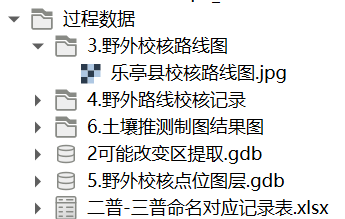 过程数据
3.野外校核路线图
乐亭县校核路线图.jpg
4.野外路线校核记录
6.土壤推测制图结果图
2可能改变区提取.gdb
5.野外校核点位图层.gdb
二普-三普命名对应记录表.xlsx